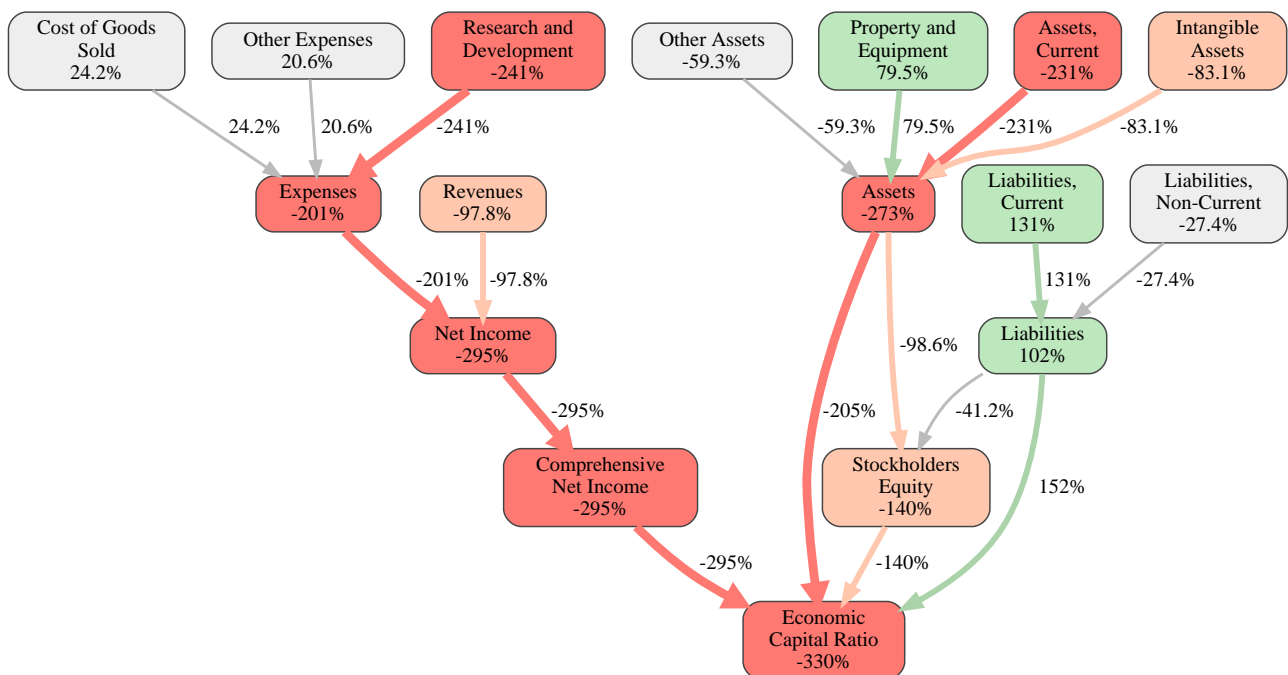 Cost of Goods
Sold
24.2%
Other Expenses
20.6%
Research and
Development
-241%
Other Assets
-59.3%
Property and
Equipment
79.5%
Assets,
Current
-231%
Intangible
Assets
-83.1%
24.2%
20.6%
-241%
-59.3%
79.5%
-231%
-83.1%
Expenses
-201%
Revenues
-97.8%
Assets
-273%
Liabilities,
Current
131%
Liabilities,
Non-Current
-27.4%
-201%
-97.8%
131%
-27.4%
Net Income
-295%
Liabilities
102%
-98.6%
-295%
-205%
-41.2%
Comprehensive
Net Income
-295%
Stockholders
Equity
-140%
152%
-295%
-140%
Economic
Capital Ratio
-330%